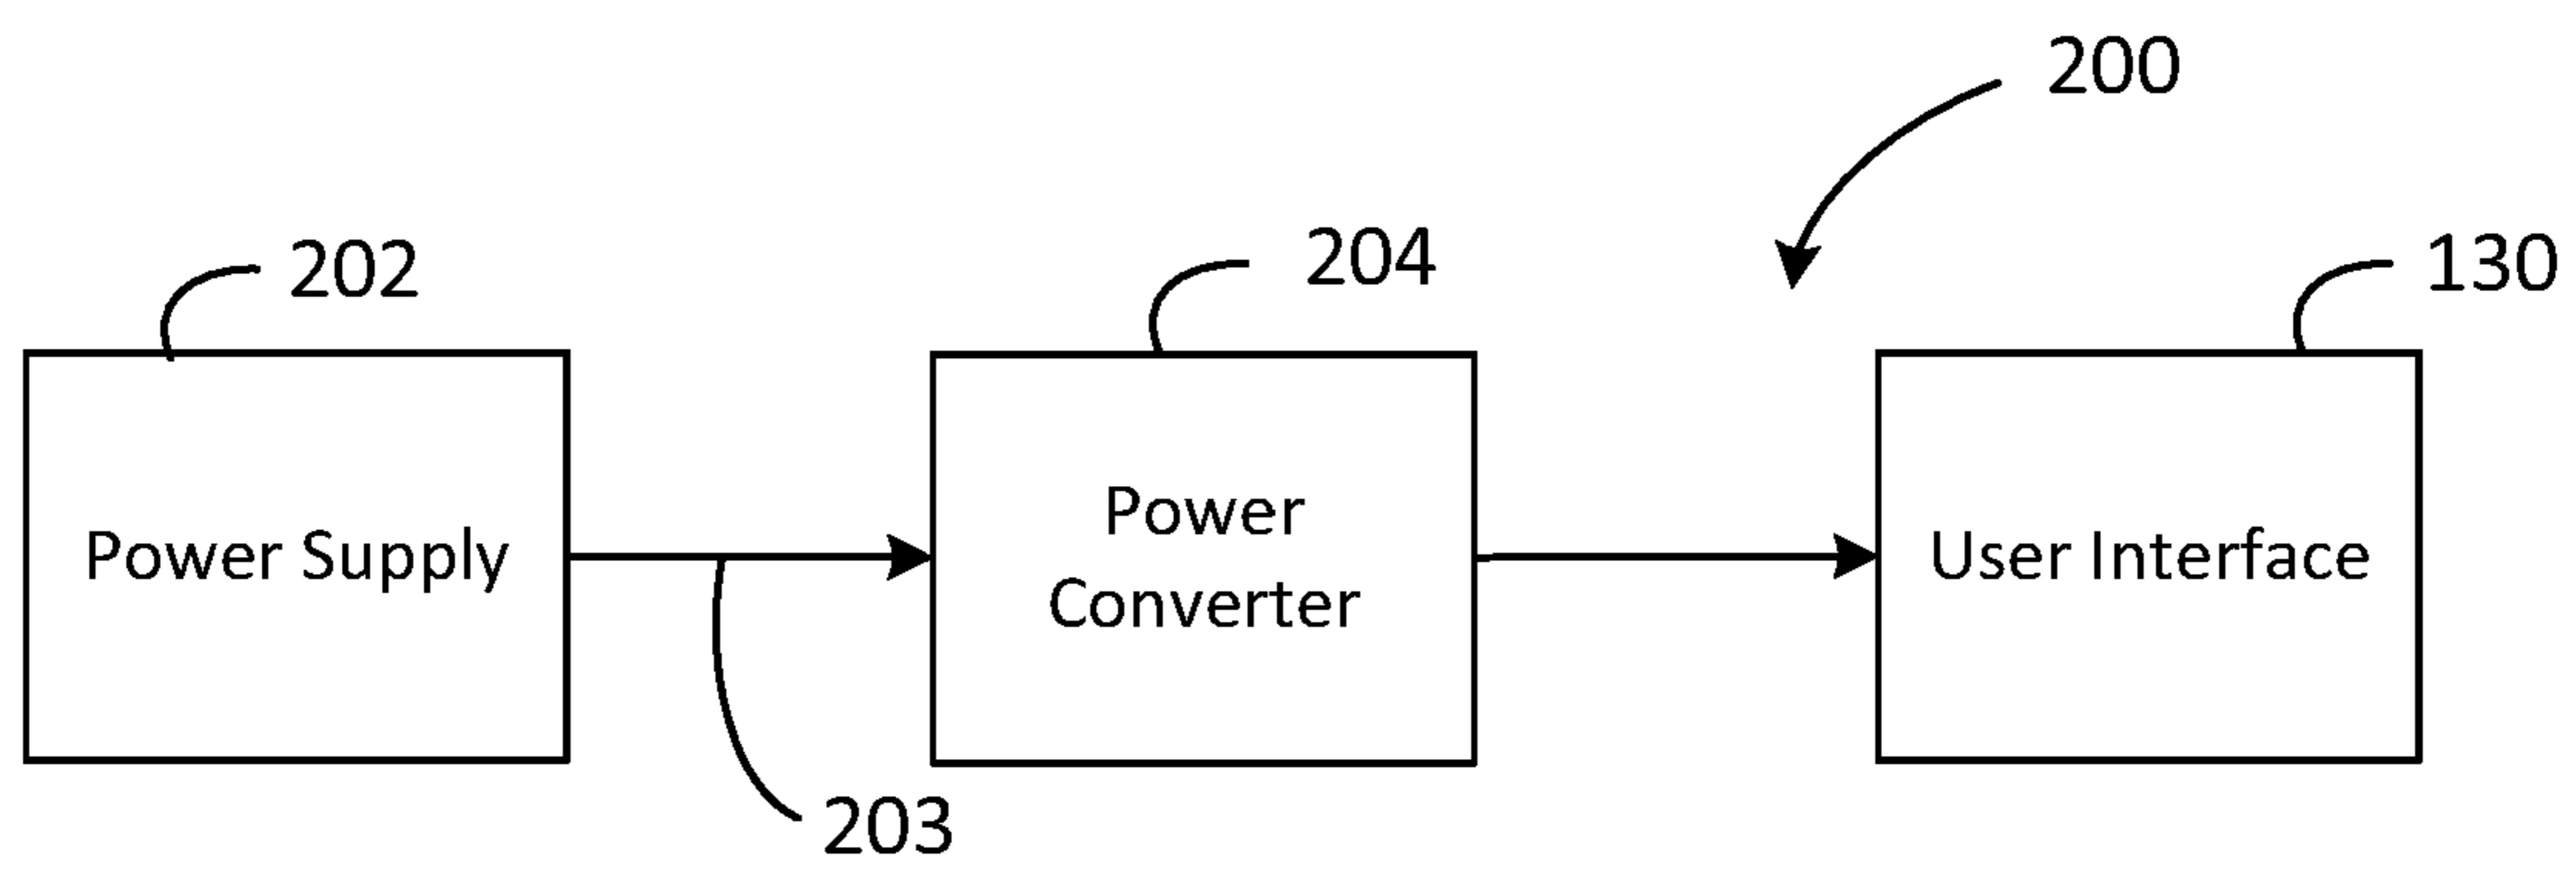 200
202
204
130
Power Supply
Power
Converter
User Interface
203